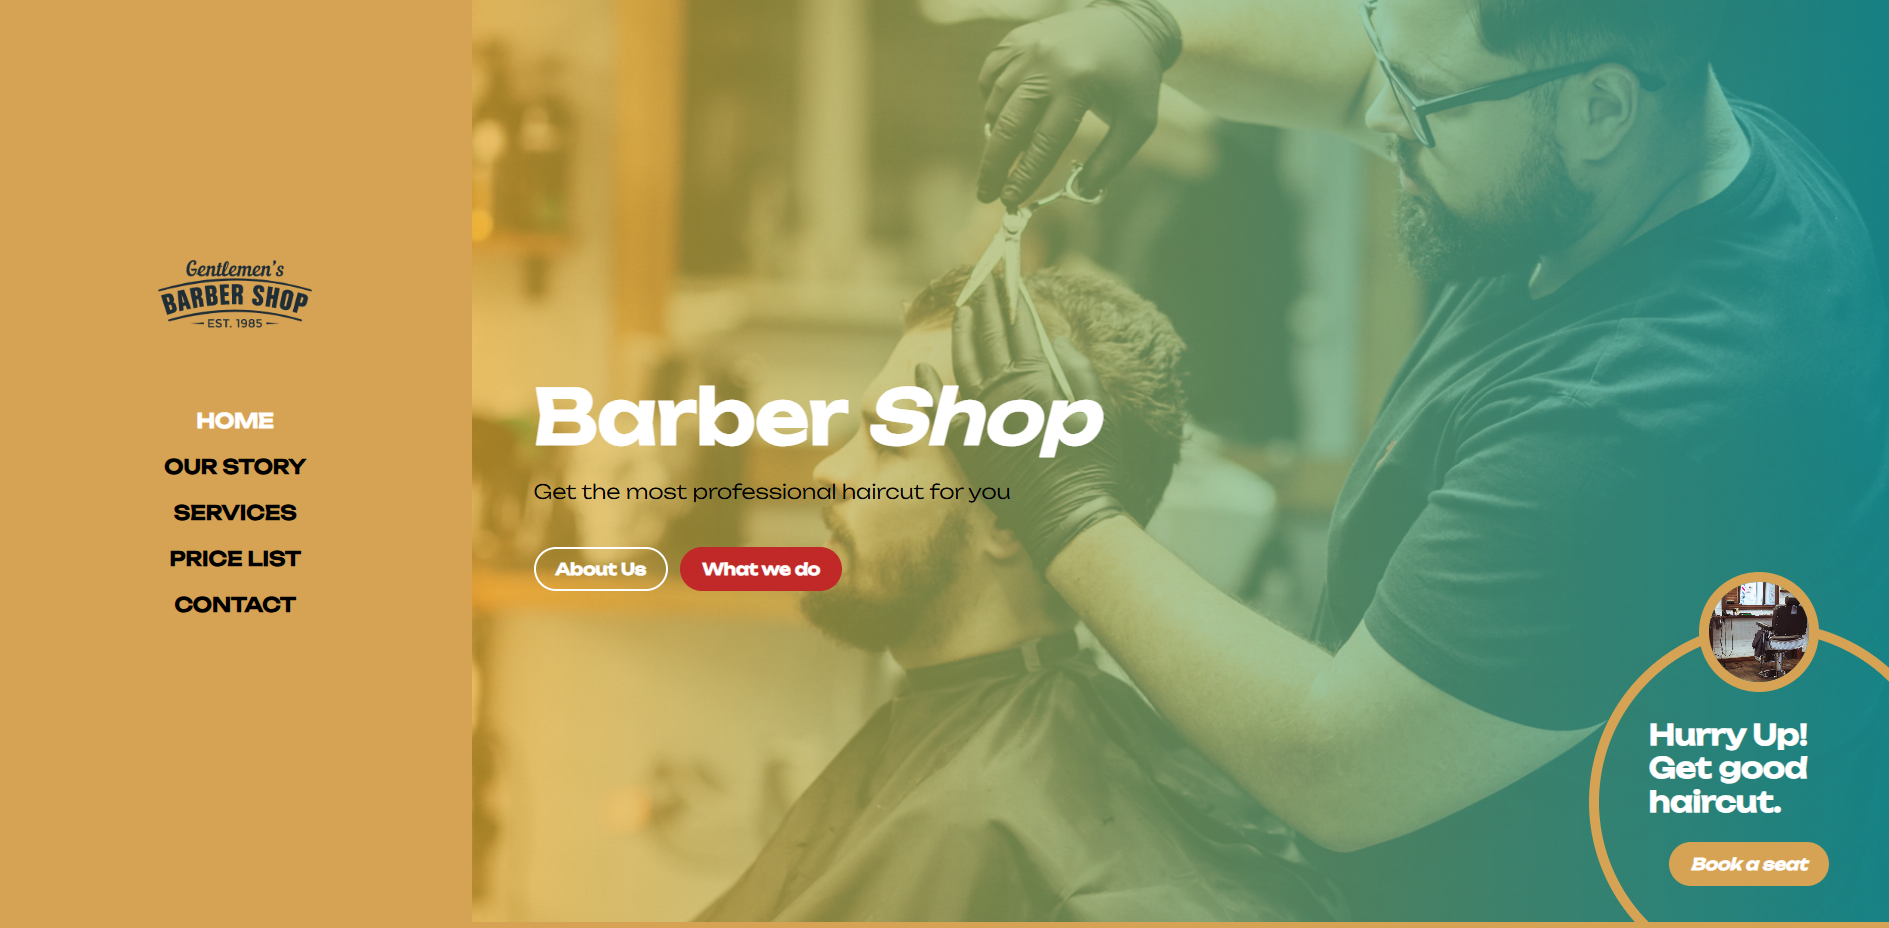 Gentlemen's
BARBER SHOP
EST. 1985
HOME
OUR STORY
SERVICES
PRICE LIST
CONTACT
Barber Shop
Get the most professional haircut for you
About Us
What we do
Hurry Up!
Get good
haircut.
Book a seat